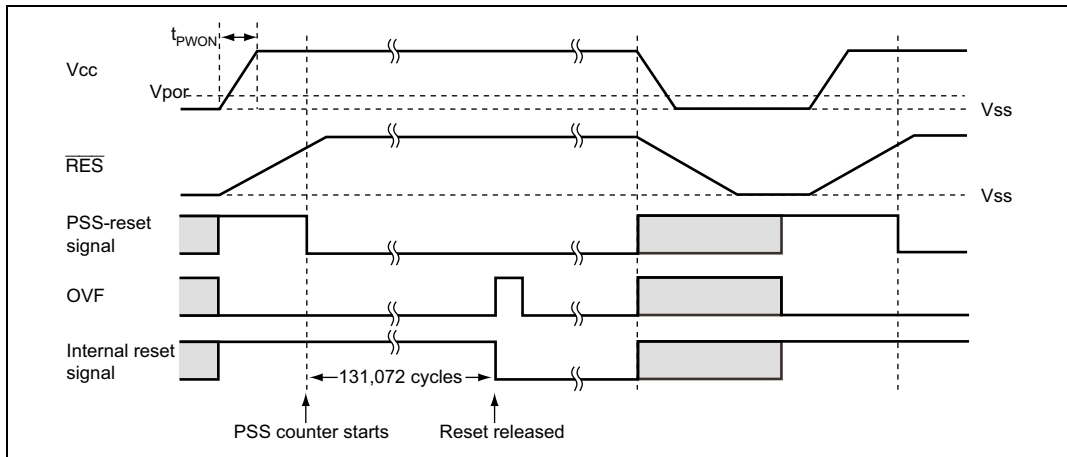 tPWON
Vcc
Vpor
Vss
RES
Vss
PSS-reset
signal
OVF
Internal reset
signal
131,072 cycles
PSS counter starts
Reset released